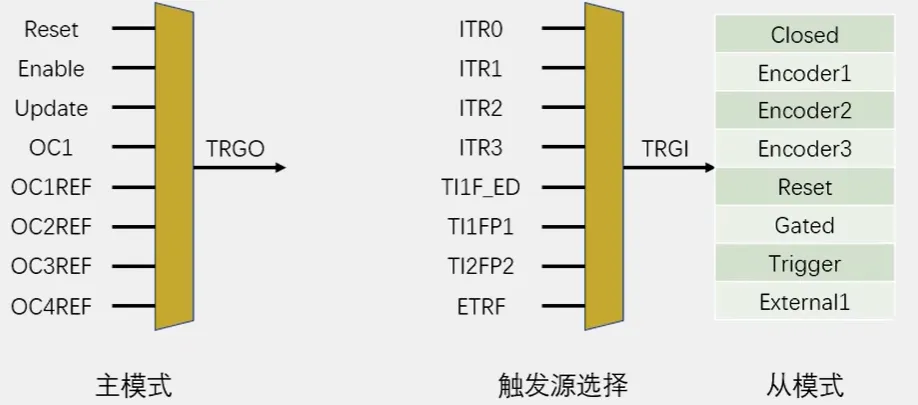 Reset
Enable
Update
OC1
OC1REF
OC2REF
OC3REF
OC4REF
TRGO
主模式
ITR0
ITR1
ITR2
ITR3
TI1F_ED
TI1FP1
TI2FP2
ETRF
TRGI
触发源选择
Closed
Encoder1
Encoder2
Encoder3
Reset
Gated
Trigger
External1
从模式